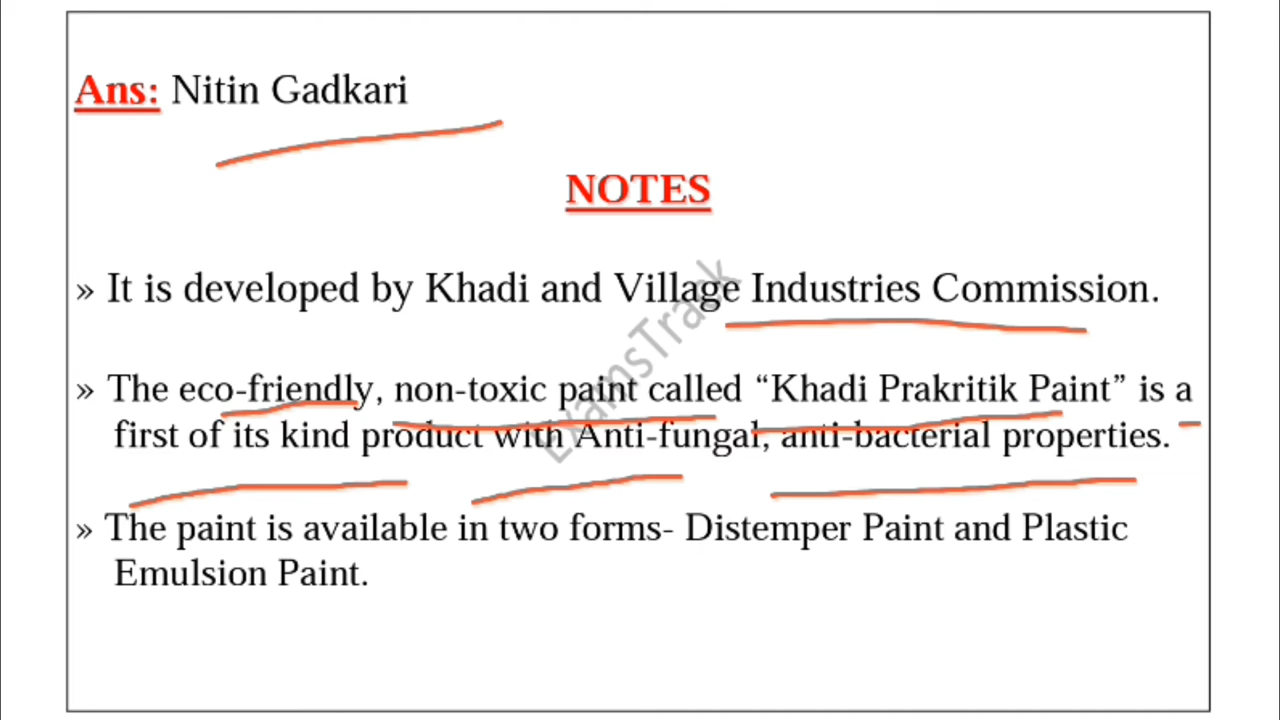 Ans: Nitin Gadkari
NOTES
» It is developed by Khadi and Village Industries Commission.
» The eco-friendly, non-toxic paint called “Khadi Prakritik Paint” is a
first of its kind product with Anti-fungal, anti-bacterial properties.
» The paint is available in two forms- Distemper Paint and Plastic
Emulsion Paint.
ExamsTrack